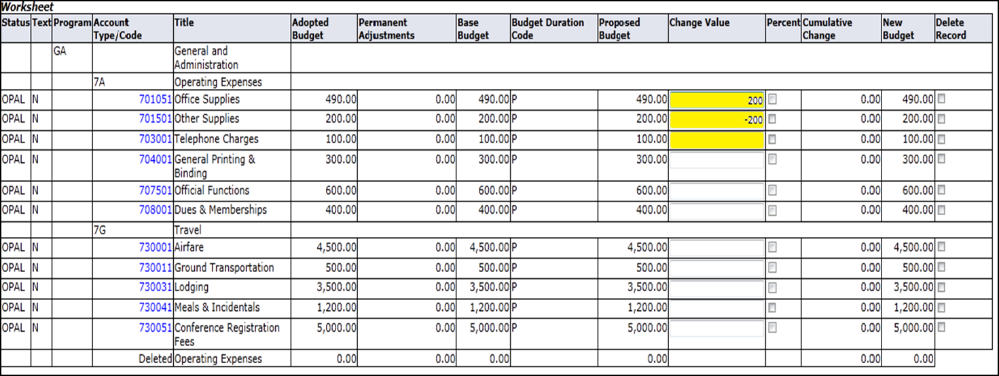 Worksheet
Status Text Program Account Type/Code Title Adopted Budget Permanent Adjustments Base Budget Budget Duration Code Proposed Budget Change Value Percent Cumulative Change New Budget Delete Record
GA General and Administration
7A Operating Expenses
OPAL N 701051 Office Supplies 490.00 0.00 490.00 P 490.00 200 0.00 490.00
OPAL N 701501 Other Supplies 200.00 0.00 200.00 P 200.00 -200 0.00 200.00
OPAL N 703001 Telephone Charges 100.00 0.00 100.00 P 100.00 0.00 100.00
OPAL N 704001 General Printing & Binding 300.00 0.00 300.00 P 300.00 0.00 300.00
OPAL N 707501 Official Functions 600.00 0.00 600.00 P 600.00 0.00 600.00
OPAL N 708001 Dues & Memberships 400.00 0.00 400.00 P 400.00 0.00 400.00
7G Travel
OPAL N 730001 Airfare 4,500.00 0.00 4,500.00 P 4,500.00 0.00 4,500.00
OPAL N 730011 Ground Transportation 500.00 0.00 500.00 P 500.00 0.00 500.00
OPAL N 730031 Lodging 3,500.00 0.00 3,500.00 P 3,500.00 0.00 3,500.00
OPAL N 730041 Meals & Incidentals 1,200.00 0.00 1,200.00 P 1,200.00 0.00 1,200.00
OPAL N 730051 Conference Registration Fees 5,000.00 0.00 5,000.00 P 5,000.00 0.00 5,000.00
Deleted Operating Expenses 0.00 0.00 0.00 0.00 0.00 0.00